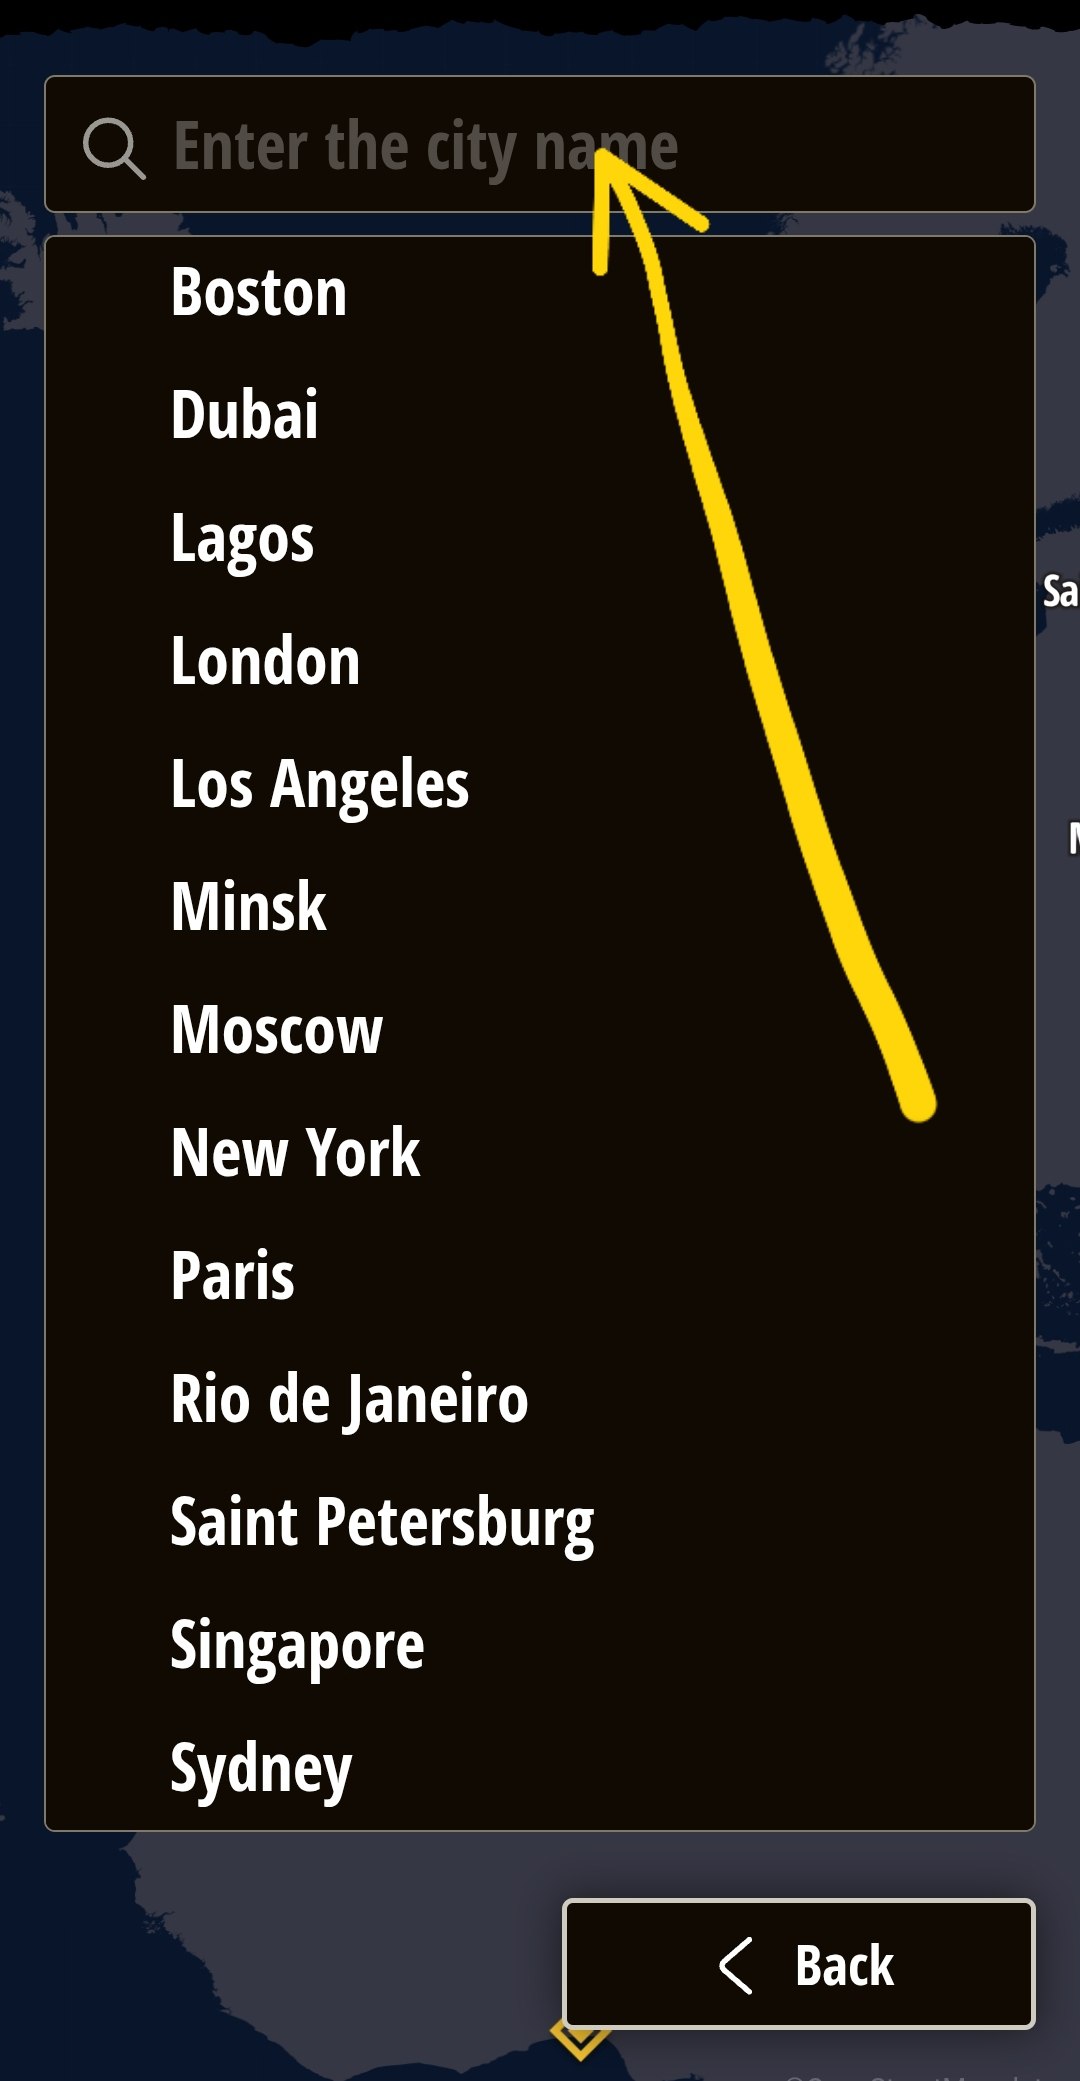 Enter the city name
Boston
Dubai
Lagos
London
Sa
Los Angeles
Minsk
Moscow
New York
Paris
Rio de Janeiro
Saint Petersburg
Singapore
Sydney
Back